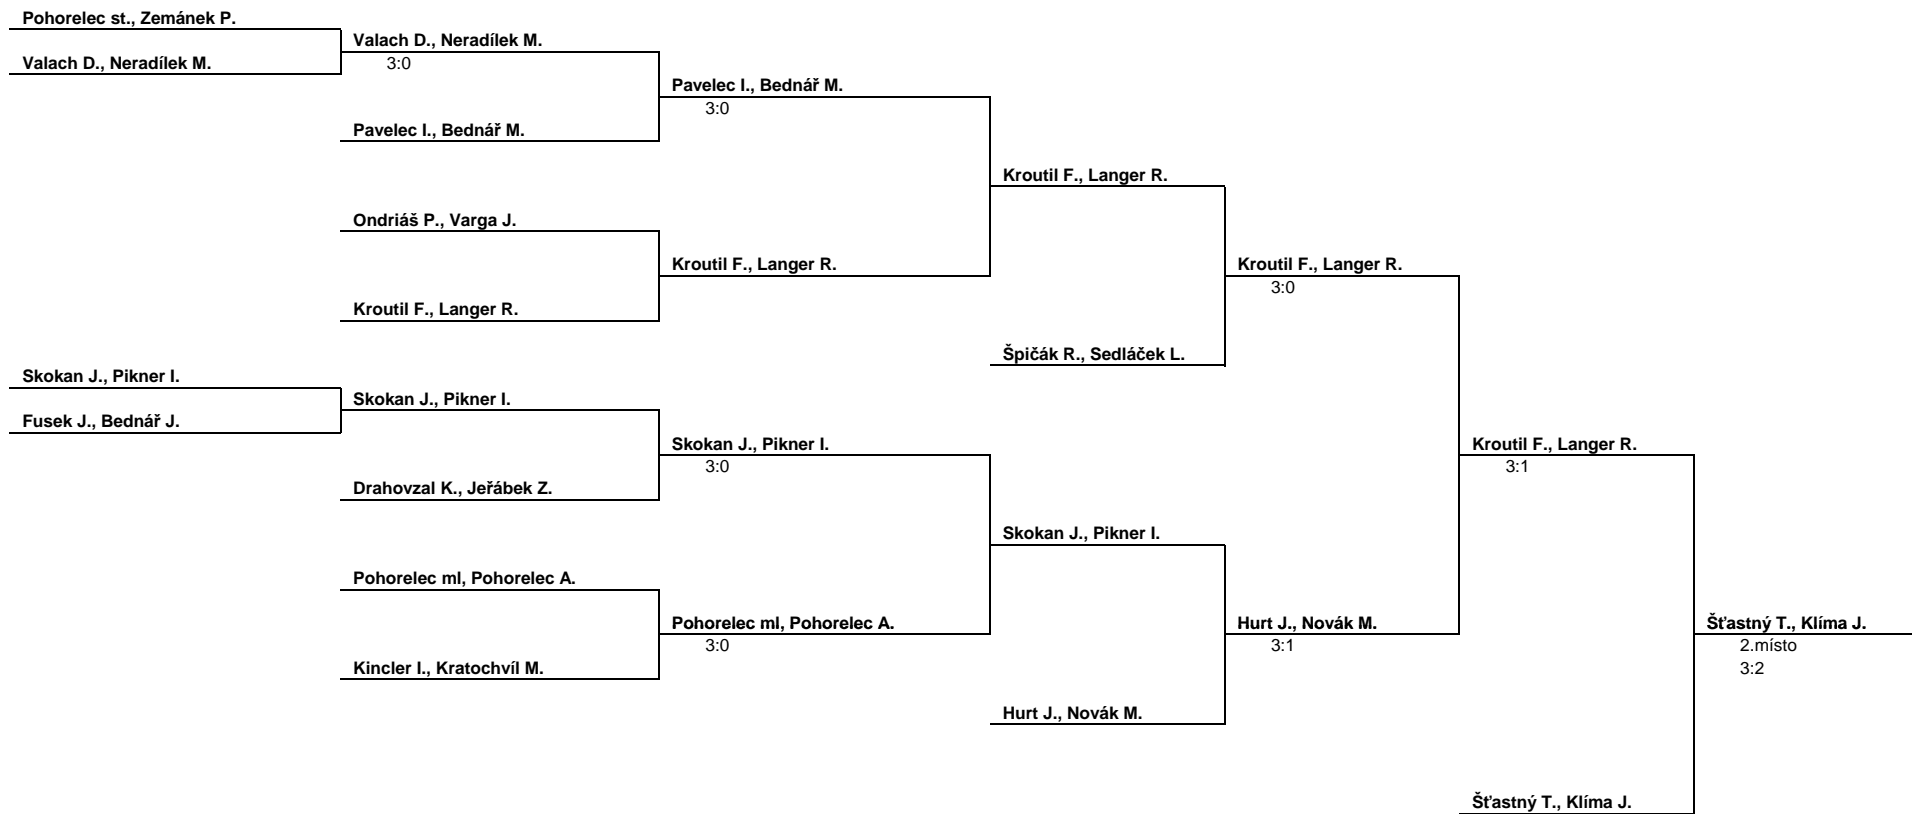 Pohorelec st., Zemánek P.
Valach D., Neradílek M.
Valach D., Neradílek M.
3:0
Pavelec I., Bednář M.
3:0
Pavelec I., Bednář M.
Kroutil F., Langer R.
Ondriáš P., Varga J.
Kroutil F., Langer R.
Kroutil F., Langer R.
3:0
Kroutil F., Langer R.
Špičák R., Sedláček L.
Skokan J., Pikner I.
Skokan J., Pikner I.
Fusek J., Bednář J.
Skokan J., Pikner I.
3:0
Kroutil F., Langer R.
3:1
Drahovzal K., Jeřábek Z.
Skokan J., Pikner I.
Pohorelec ml, Pohorelec A.
Pohorelec ml, Pohorelec A.
3:0
Hurt J., Novák M.
3:1
Šťastný T., Klíma J.
2.místo
3:2
Kincler I., Kratochvíl M.
Hurt J., Novák M.
Šťastný T., Klíma J.